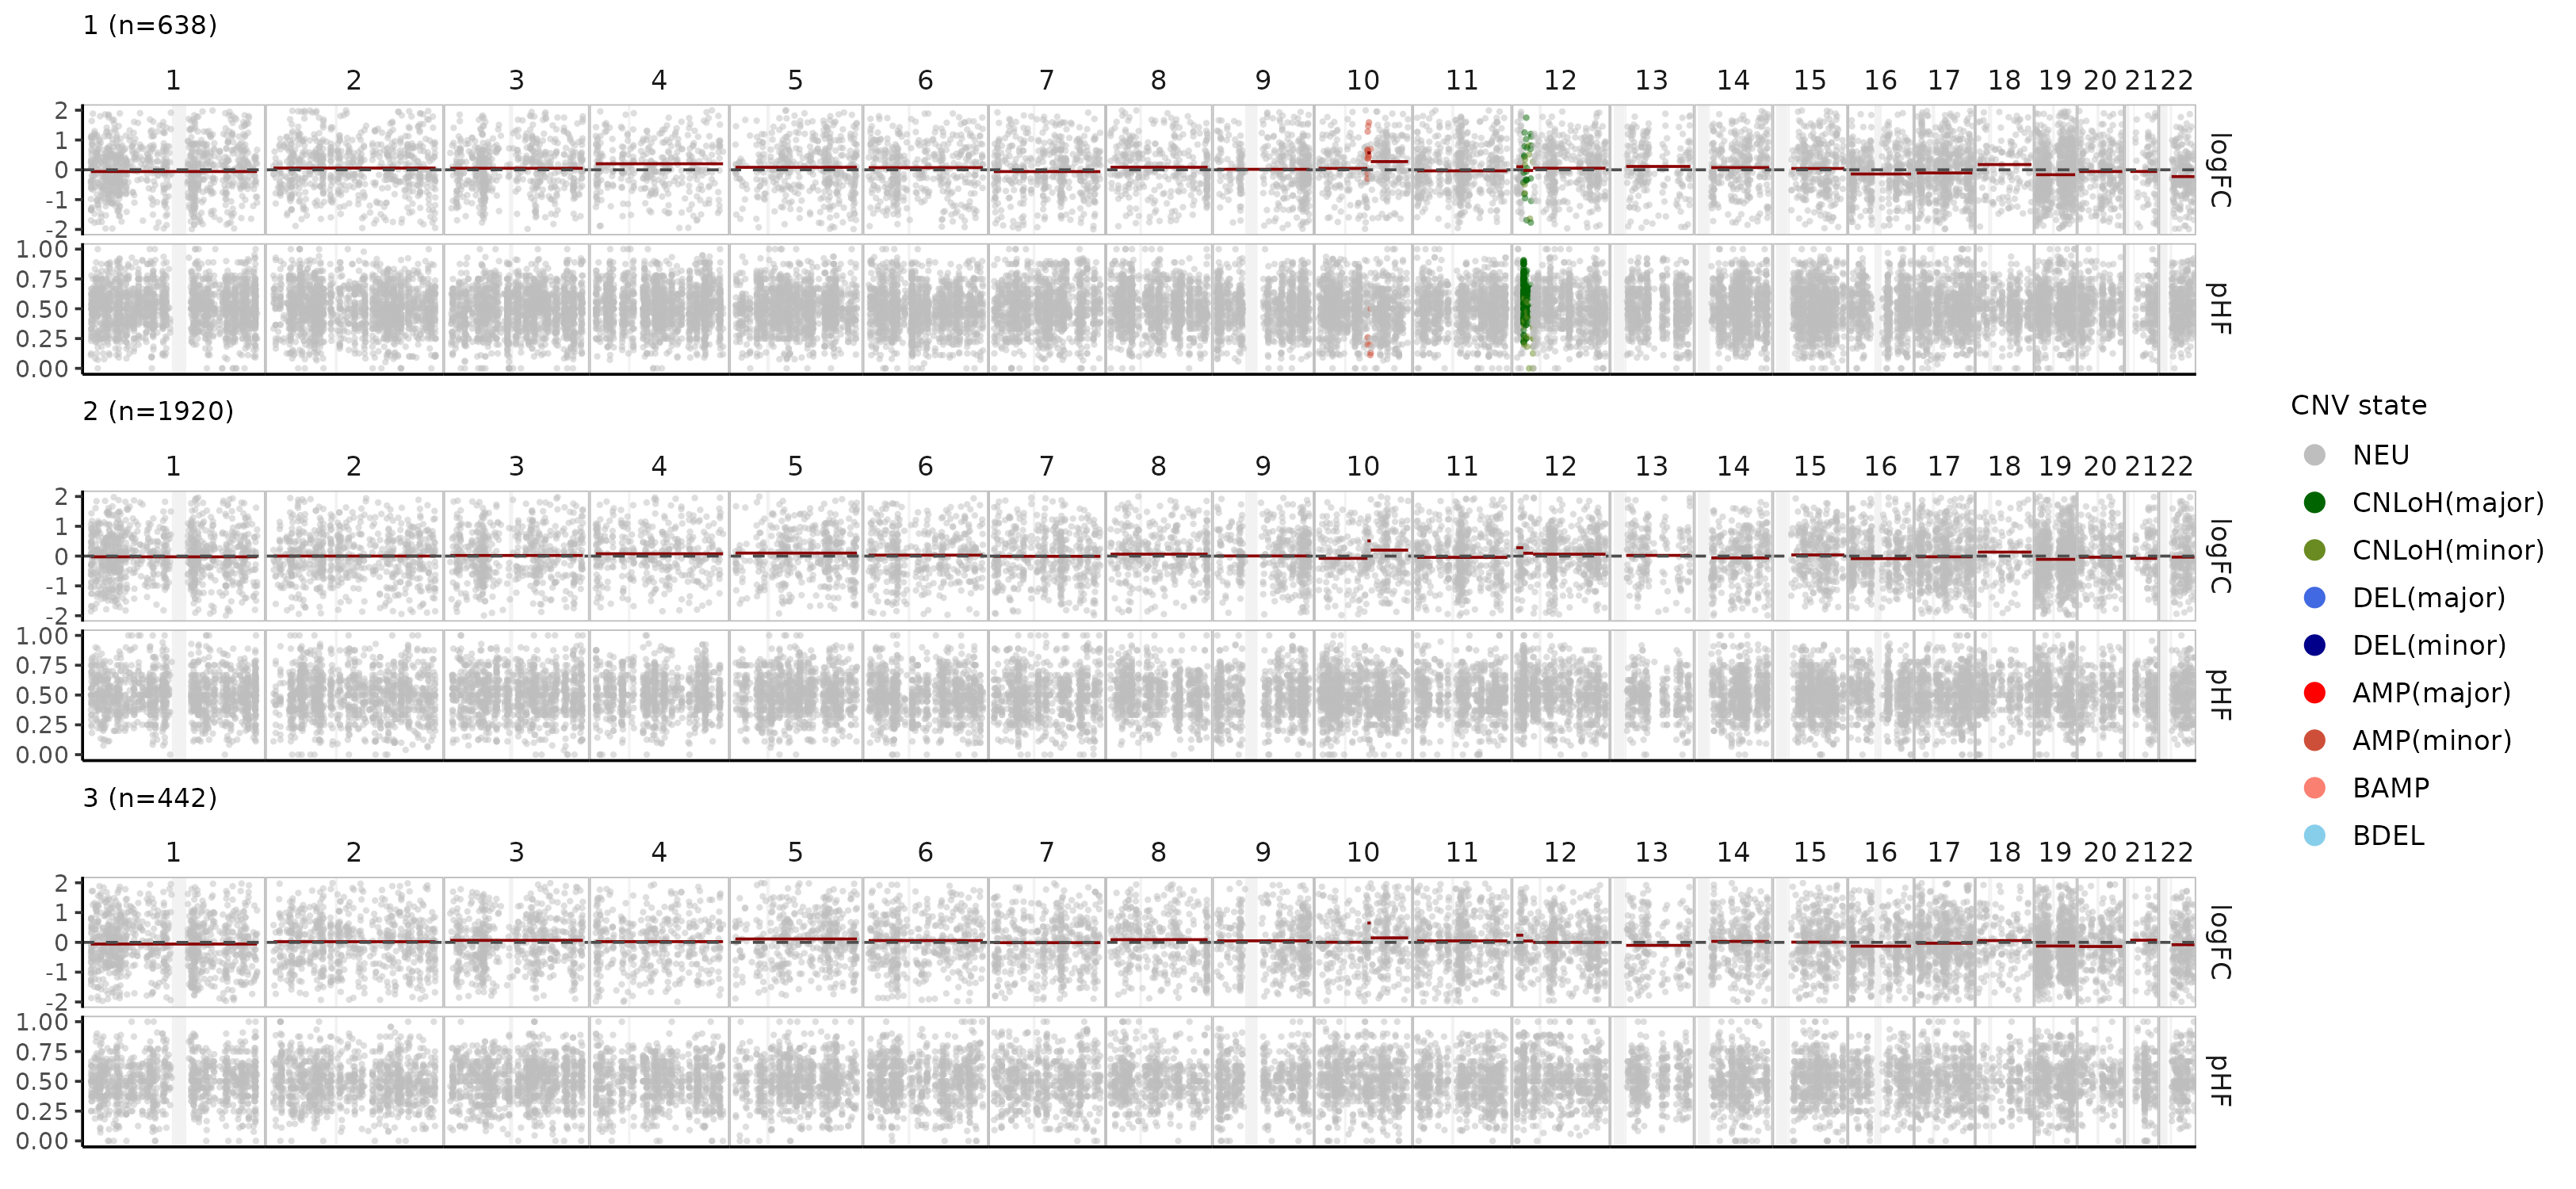 1 (n=638)
1 2 3 4 5 6 7 8 9 10 11 12 13 14 15 16 17 18 19 20 21 22
2
1
0
-1
-2
logFC
1.00
0.75
0.50
0.25
0.00
pHF
2 (n=1920)
1 2 3 4 5 6 7 8 9 10 11 12 13 14 15 16 17 18 19 20 21 22
2
1
0
-1
-2
logFC
1.00
0.75
0.50
0.25
0.00
pHF
3 (n=442)
1 2 3 4 5 6 7 8 9 10 11 12 13 14 15 16 17 18 19 20 21 22
2
1
0
-1
-2
logFC
1.00
0.75
0.50
0.25
0.00
pHF
CNV state
NEU
CNLoH(major)
CNLoH(minor)
DEL(major)
DEL(minor)
AMP(major)
AMP(minor)
BAMP
BDEL